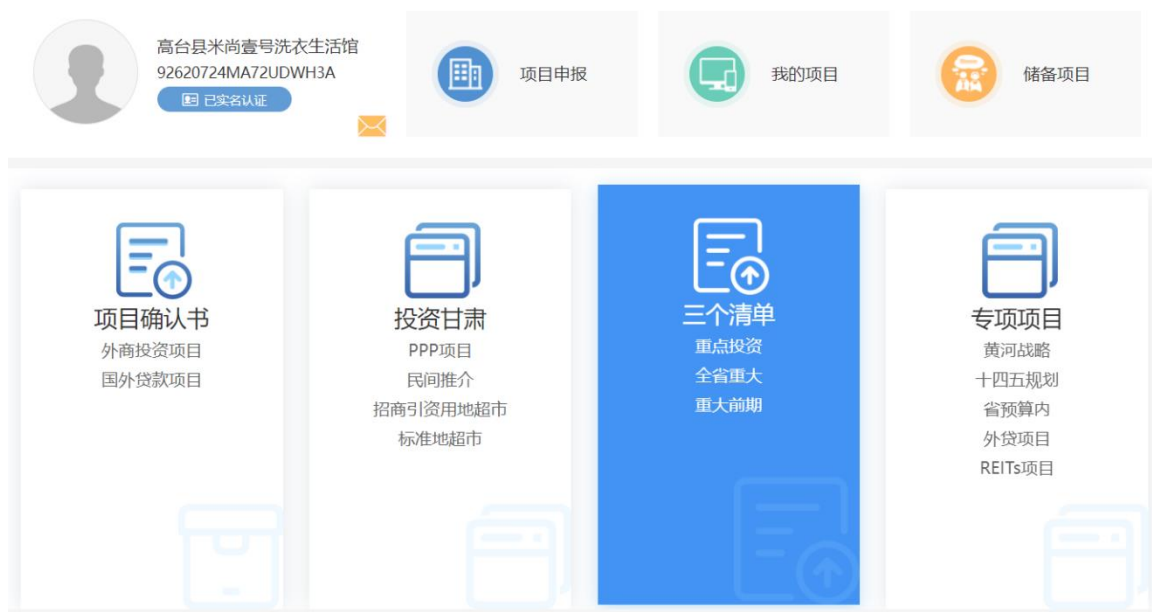 高台县米尚壹号洗衣生活馆
92620724MA72UDWH3A
已实名认证
项目申报
我的项目
储备项目
项目确认书
外商投资项目
国外贷款项目
投资甘肃
PPP项目
民间推介
招商引资用地超市
标准地超市
三个清单
重点投资
全省重大
重大前期
专项项目
黄河战略
十四五规划
省预算内
外贷项目
REITs项目